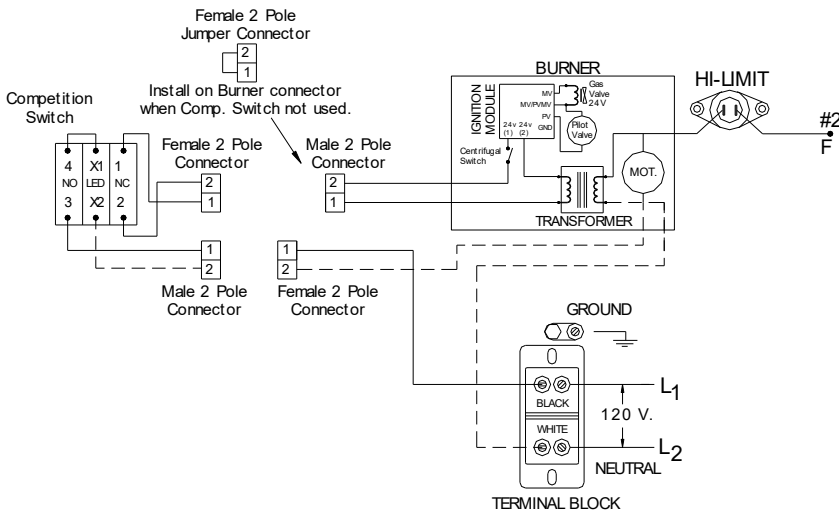 Female 2 Pole
Jumper Connector
2
1
Install on Burner connector
when Comp. Switch not used.
Competition
Switch
4 X1 1
NO LED NC
3 X2 2
Female 2 Pole
Connector
2
1
Male 2 Pole
Connector
2
1
1
2
Male 2 Pole
Connector
1
2
Female 2 Pole
Connector
BURNER
IGNITION
MODULE
MV
MV/PVMV
PV
GND
24v 24v
(1) (2)
Gas
Valve
24 V
Pilot
Valve
Centrifugal
Switch
MOT.
TRANSFORMER
HI-LIMIT
#2
F
GROUND
BLACK
WHITE
L1
120 V.
L2
NEUTRAL
TERMINAL BLOCK